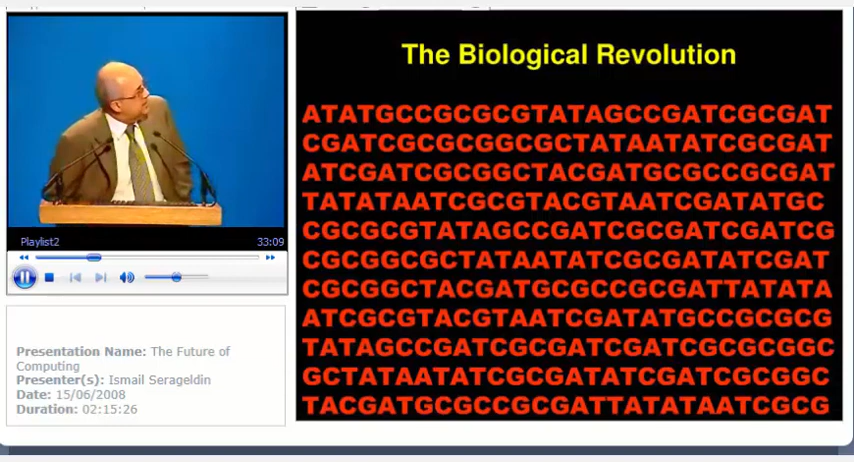 Playlist2 33:09
Presentation Name: The Future of
Computing
Presenter(s): Ismail Serageldin
Date: 15/06/2008
Duration: 02:15:26
The Biological Revolution
ATATGCCGCGCGTATAGCCGATCGCGAT
CGATCGCGCGGCGCTATAATATCGCGAT
ATCGATCGCGGCTACGATGCGCCGCGAT
TATATAATCGCGTACGTAATCGATATGC
CGCGCGTATAGCCGATCGCGATCGATCG
CGCGGCGCTATAATATCGCGATATCGAT
CGCGGCTACGATGCGCCGCGATTATATA
ATCGCGTACGTAATCGATATGCCGCGCG
TATAGCCGATCGCGATCGATCGCGCGGC
GCTATAATATCGCGATATCGATCGCGGC
TACGATGCGCCGCGATTATATAATCGCG